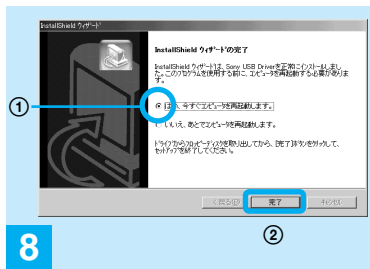 InstallShield ウィザード
InstallShield ウィザードの完了
InstallShield ウィザードは、Sony USB Driverを正常にインストールしまし
た。このプログラムを使用する前に、コンピュータを再起動する必要がありま
す。
①
はい、今すぐコンピュータを再起動します。
いいえ、あとでコンピュータを再起動します。
ドライブからフロッピーディスクを取り出してから、[完了]ボタンをクリックして、
セットアップを終了してください。
< 戻る(B) 完了 キャンセル
②
8